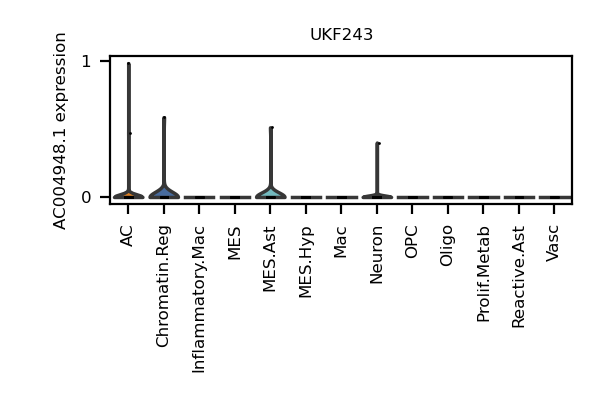 UKF243
AC004948.1 expression
1
0
AC
Chromatin.Reg
Inflammatory.Mac
MES
MES.Ast
MES.Hyp
Mac
Neuron
OPC
Oligo
Prolif.Metab
Reactive.Ast
Vasc